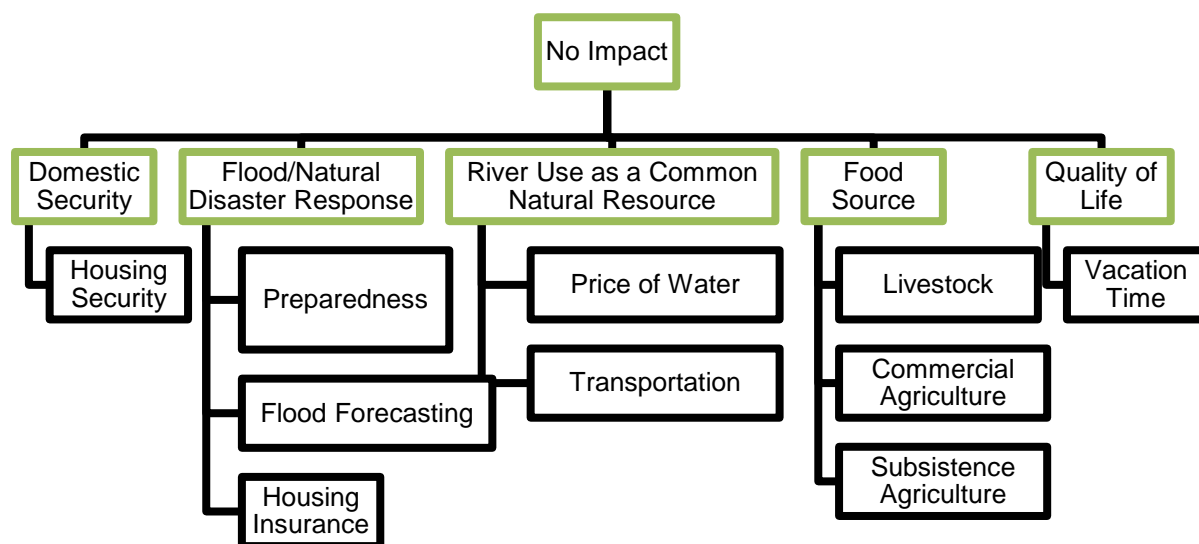 No Impact
Domestic
Security
Flood/Natural
Disaster Response
River Use as a Common
Natural Resource
Food
Source
Quality of
Life
Housing
Security
Preparedness
Flood Forecasting
Housing
Insurance
Price of Water
Transportation
Livestock
Commercial
Agriculture
Subsistence
Agriculture
Vacation
Time